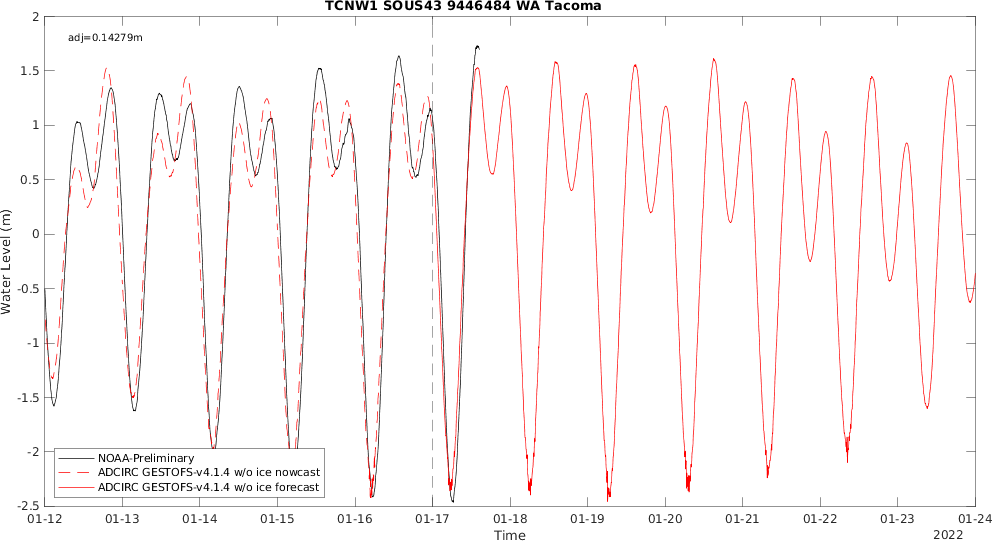 TCNW1 SOUS43 9446484 WA Tacoma
adj=0.14279m
2
1.5
1
0.5
0
-0.5
-1
-1.5
-2
-2.5
Water Level (m)
NOAA-Preliminary
ADCIRC GESTOFS-v4.1.4 w/o ice nowcast
ADCIRC GESTOFS-v4.1.4 w/o ice forecast
01-12 01-13 01-14 01-15 01-16 01-17 01-18 01-19 01-20 01-21 01-22 01-23 01-24
Time
2022